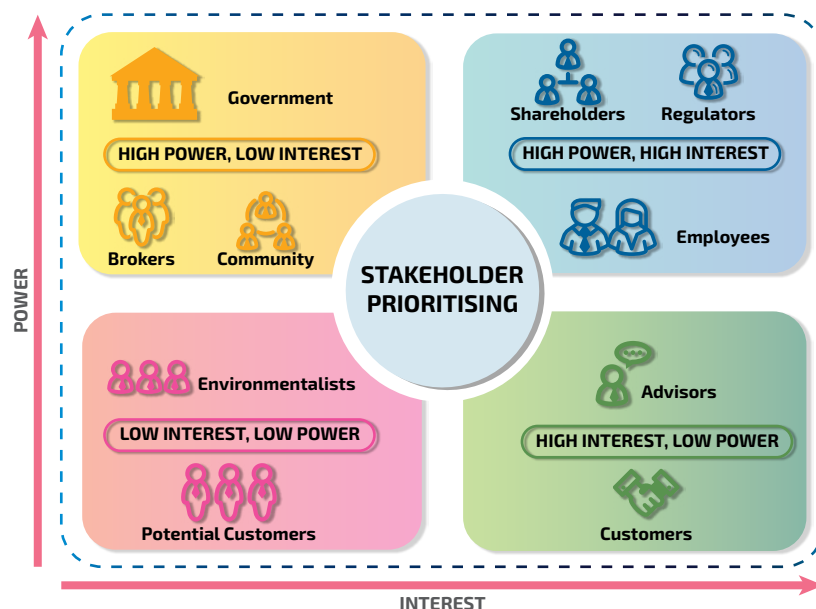 Government
HIGH POWER, LOW INTEREST
Brokers
Community
Shareholders
Regulators
HIGH POWER, HIGH INTEREST
Employees
STAKEHOLDER
PRIORITISING
Environmentalists
LOW INTEREST, LOW POWER
Potential Customers
Advisors
HIGH INTEREST, LOW POWER
Customers
POWER
INTEREST